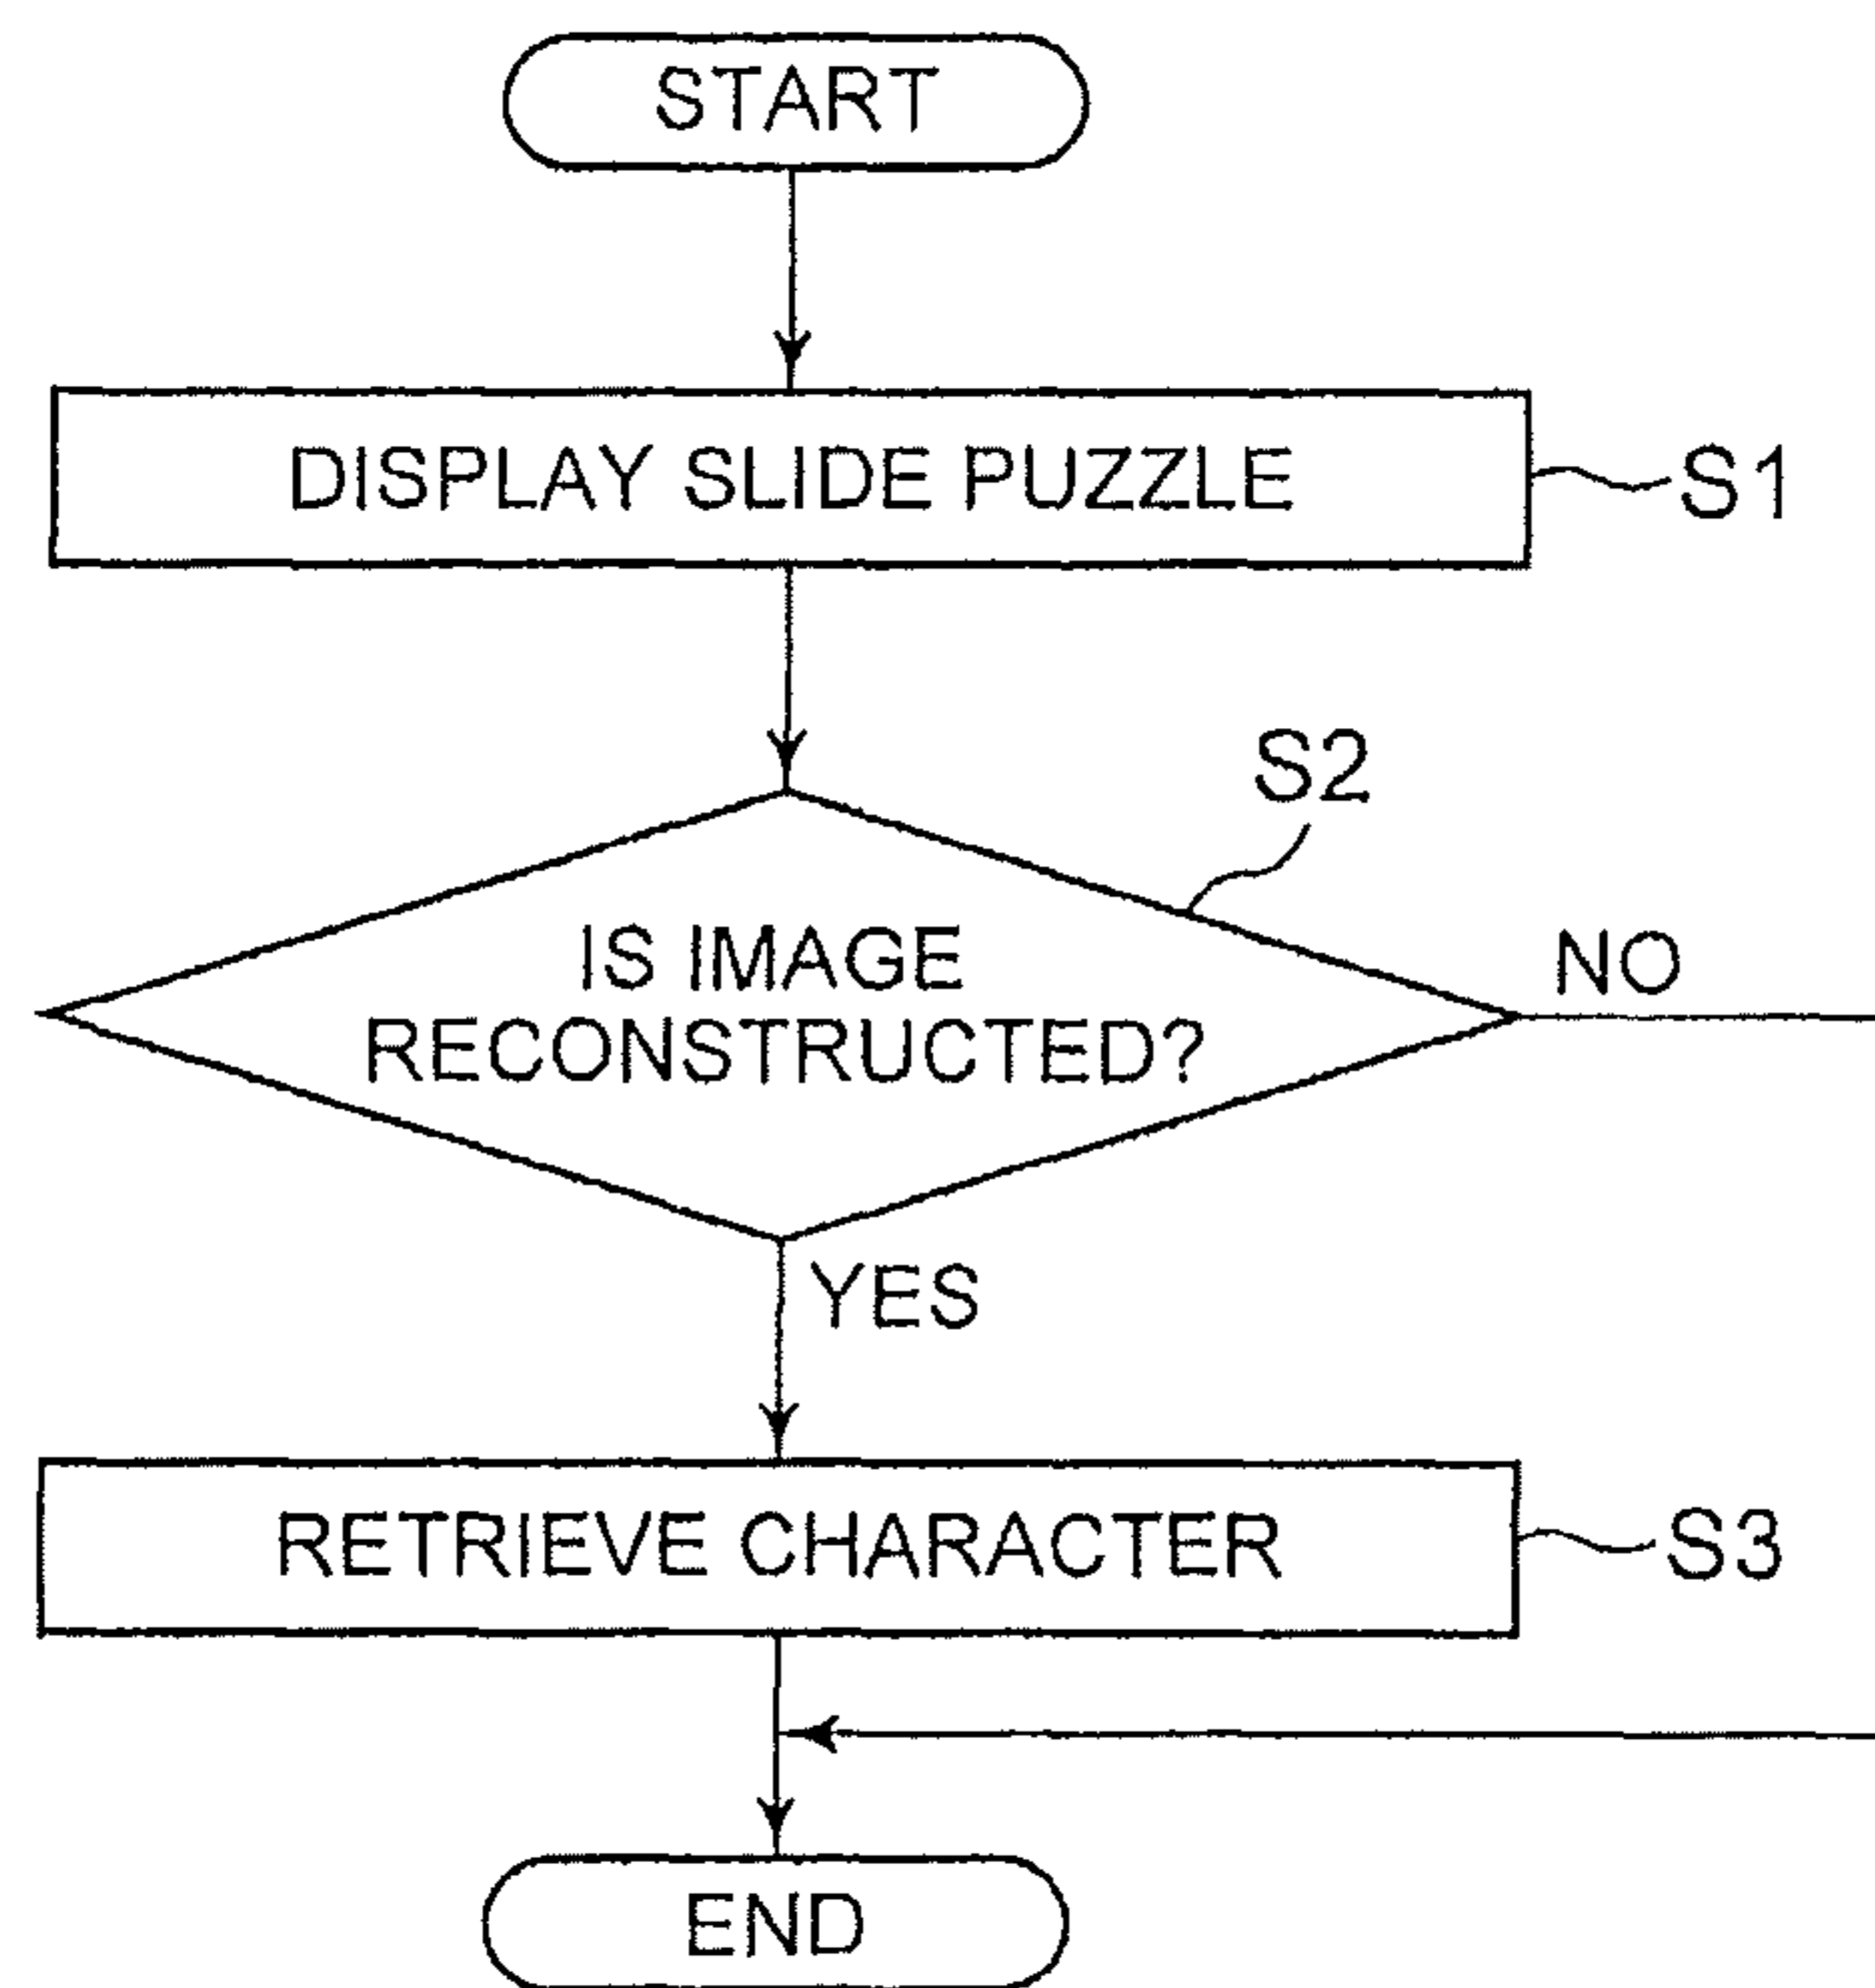 START
DISPLAY SLIDE PUZZLE
S1
S2
IS IMAGE
RECONSTRUCTED?
NO
YES
RETRIEVE CHARACTER
S3
END